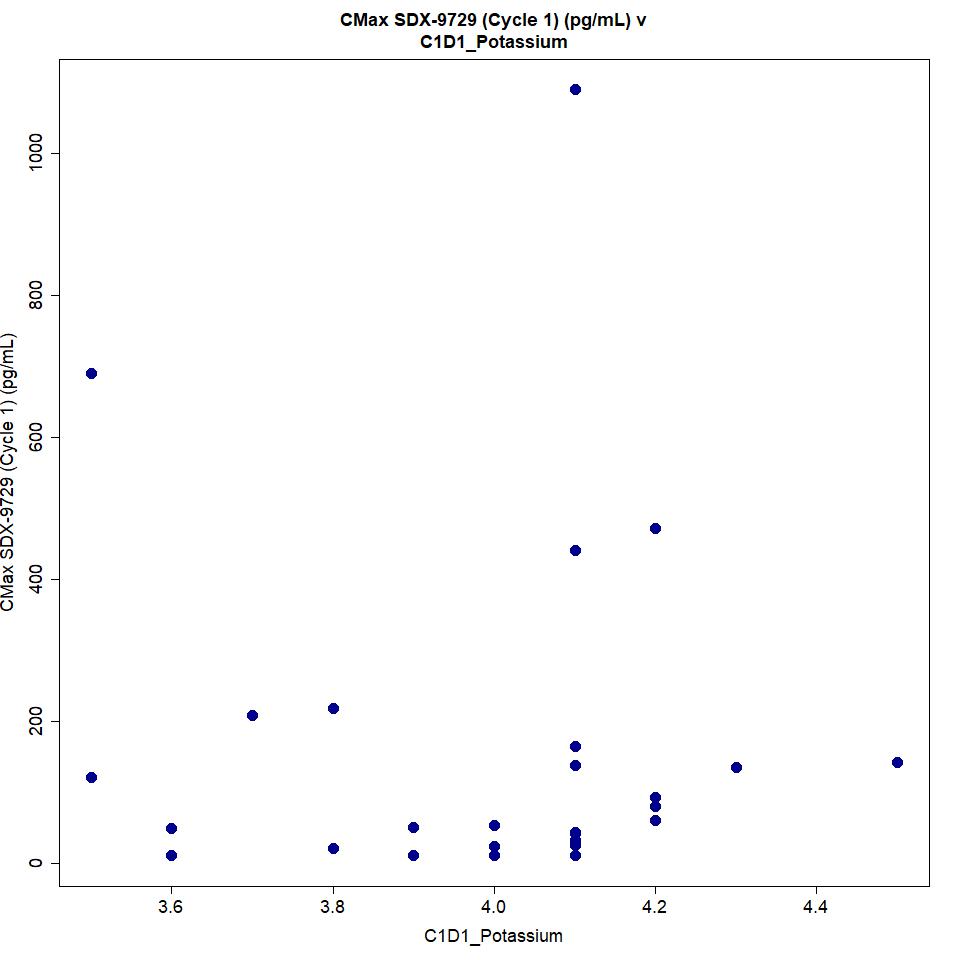 CMax SDX-9729 (Cycle 1) (pg/mL) v
C1D1_Potassium
CMax SDX-9729 (Cycle 1) (pg/mL)
1000
800
600
400
200
0
3.6
3.8
4.0
4.2
4.4
C1D1_Potassium